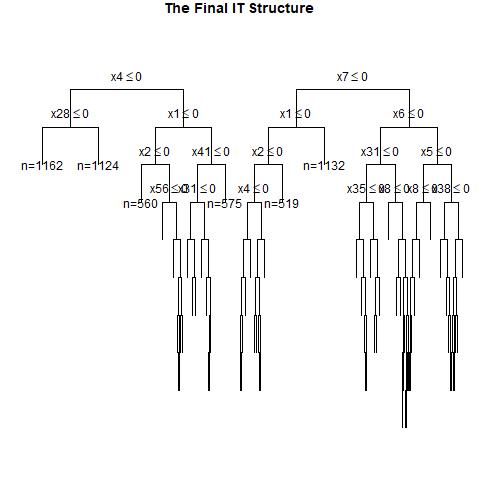 The Final IT Structure
x4 ≤ 0 x7 ≤ 0
x28 ≤ 0 x1 ≤ 0 x1 ≤ 0 x6 ≤ 0
x2 ≤ 0 x41 ≤ 0 x2 ≤ 0 x31 ≤ 0 x5 ≤ 0
n=1162 n=1124 n=1132
x56 ≤ 0 x31 ≤ 0 x4 ≤ 0 x35 ≤ 0 x8 ≤ 0 x8 ≤ 0 x38 ≤ 0
n=560 n=575 n=519